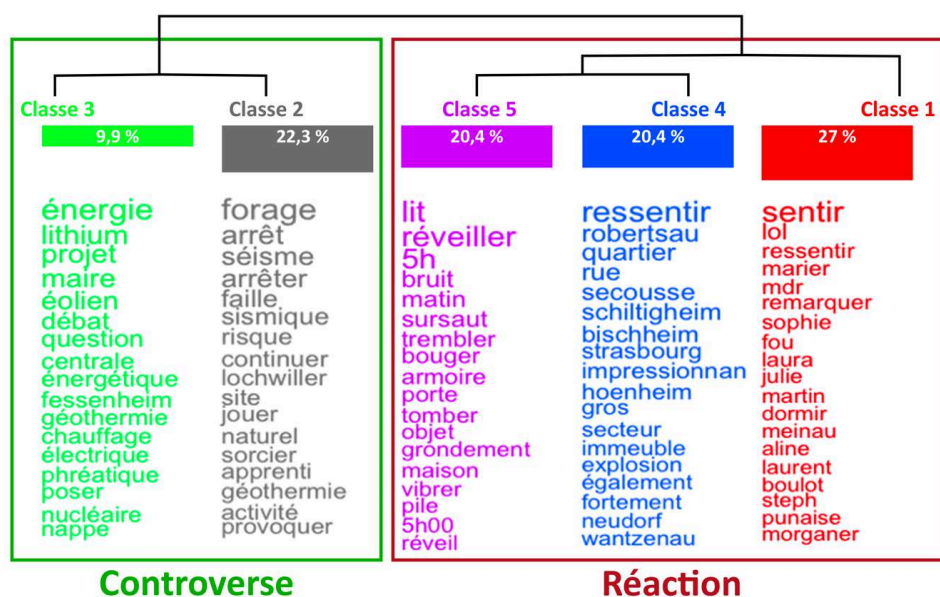 Classe 3
9,9 %
énergie
lithium
projet
maire
éolien
débat
question
centrale
énergétique
fessenheim
géothermie
chauffage
électrique
phréatique
poser
nucléaire
nappe
Classe 2
22,3 %
forage
arrêt
séisme
arrêter
faille
sismique
risque
continuer
lochwiller
site
jouer
naturel
sorcier
apprenti
géothermie
activité
provoquer
Controverse
Classe 5
20,4 %
lit
réveiller
5h
bruit
matin
sursaut
trembler
bouger
armoire
porte
tomber
objet
grondement
maison
vibrer
pile
5h00
réveil
Classe 4
20,4 %
ressentir
robertsau
quartier
rue
secousse
schiltigheim
bischheim
strasbourg
impressionnan
hoenheim
gros
secteur
immeuble
explosion
également
fortement
neudorf
wantzenau
Classe 1
27 %
sentir
lol
ressentir
marier
mdr
remarquer
sophie
fou
laura
julie
martin
dormir
meinau
aline
laurent
boulot
steph
punaise
morganer
Réaction